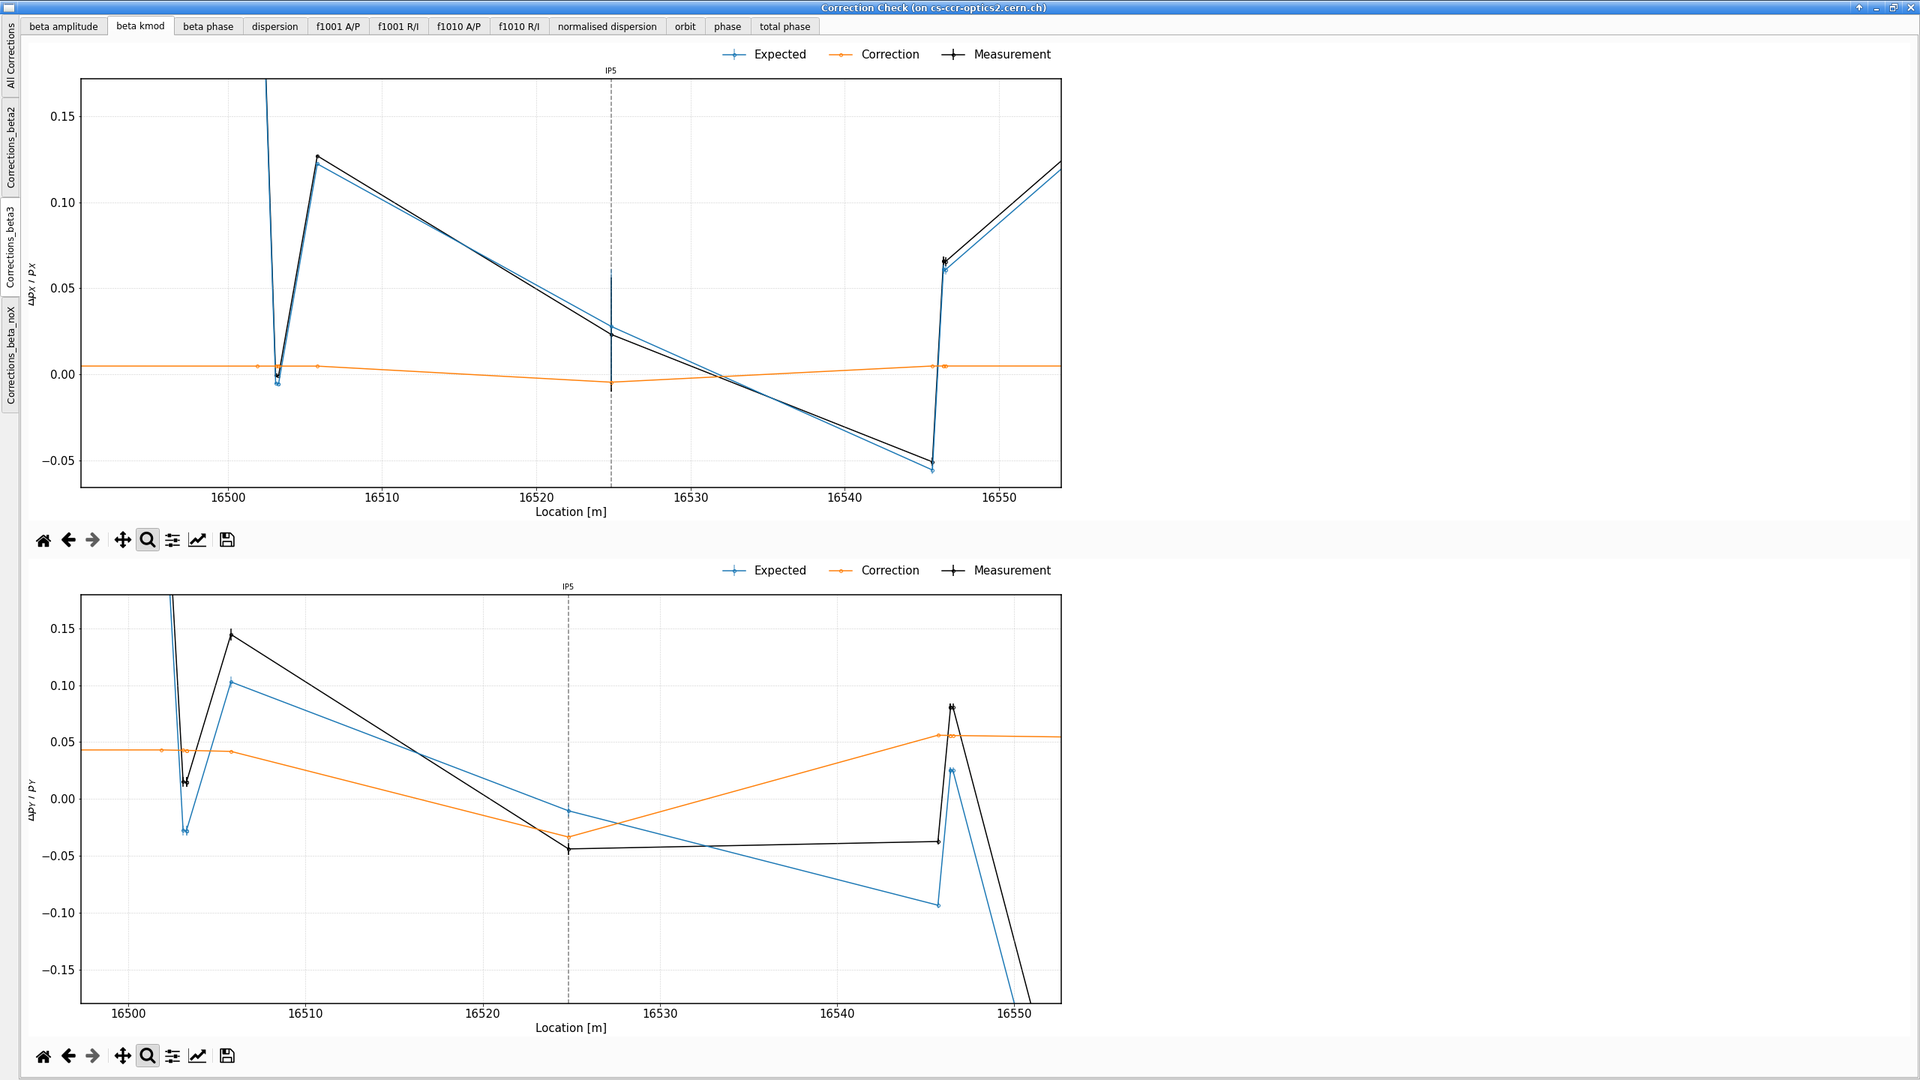 Correction Check (on cs-ccr-optics2.cern.ch)
beta amplitude beta kmod beta phase dispersion f1001 A/P f1001 R/I f1010 A/P f1010 R/I normalised dispersion orbit phase total phase
All Corrections
Corrections_beta2
Corrections_beta3
Corrections_beta_noX
Expected Correction Measurement
IP5
0.15
0.10
0.05
0.00
−0.05
16500 16510 16520 16530 16540 16550
Location [m]
Expected Correction Measurement
IP5
0.15
0.10
0.05
0.00
−0.05
−0.10
−0.15
16500 16510 16520 16530 16540 16550
Location [m]